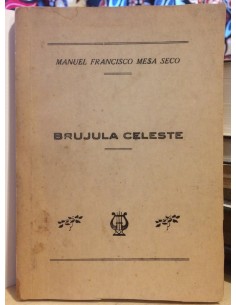 MANUEL FRANCISCO MESA SECO
BRUJULA CELESTE